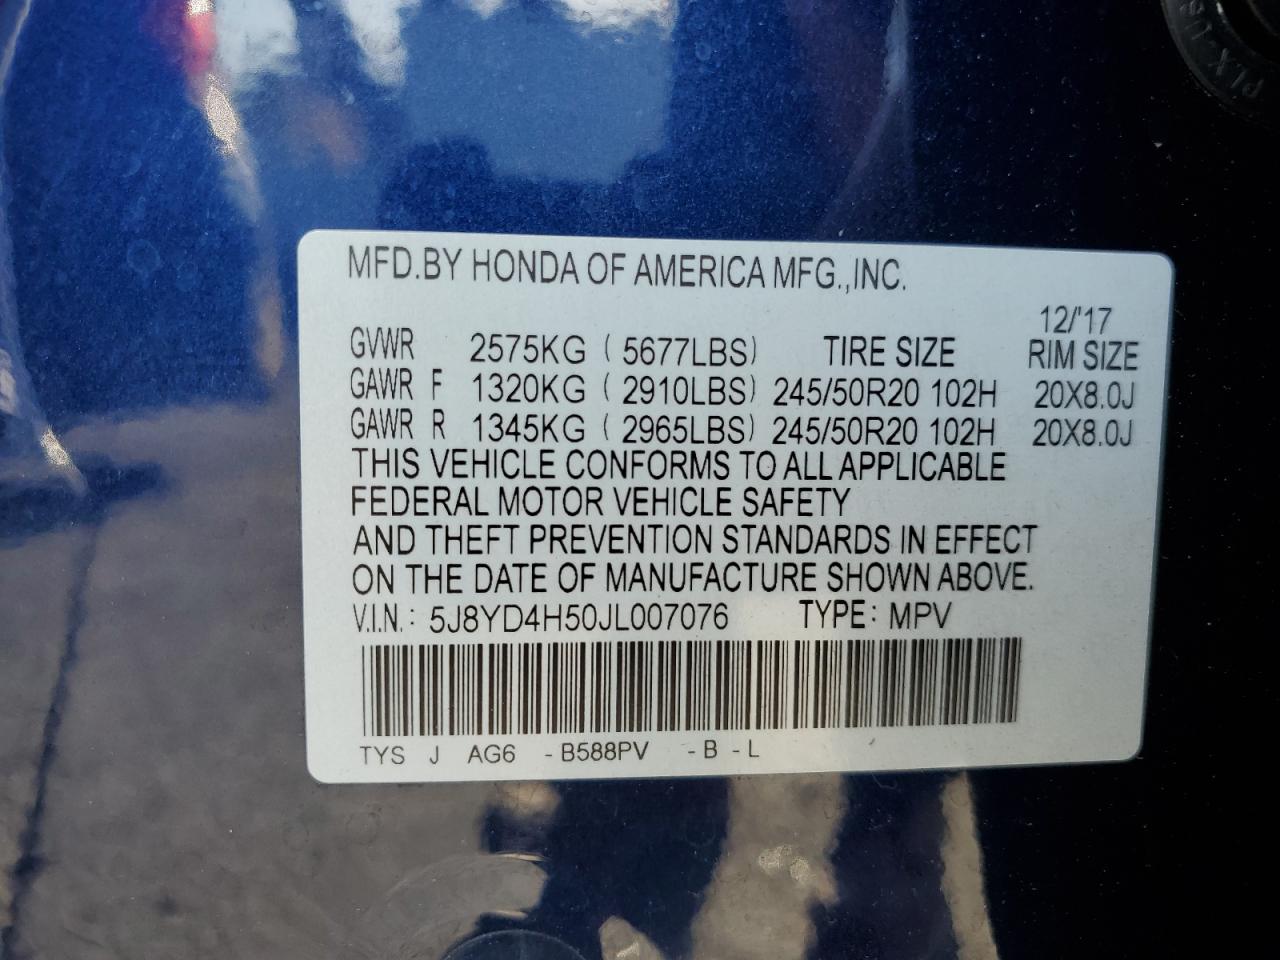 MFD.BY HONDA OF AMERICA MFG.,INC.
12/'17
GVWR 2575KG ( 5677LBS) TIRE SIZE RIM SIZE
GAWR F 1320KG ( 2910LBS) 245/50R20 102H 20X8.0J
GAWR R 1345KG ( 2965LBS) 245/50R20 102H 20X8.0J
THIS VEHICLE CONFORMS TO ALL APPLICABLE
FEDERAL MOTOR VEHICLE SAFETY
AND THEFT PREVENTION STANDARDS IN EFFECT
ON THE DATE OF MANUFACTURE SHOWN ABOVE.
V.I.N.: 5J8YD4H50JL007076 TYPE: MPV
TYS J AG6 - B588PV - B - L